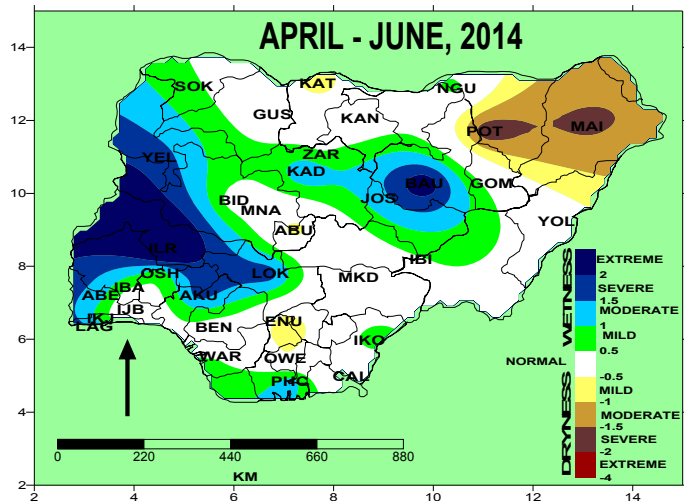 APRIL - JUNE, 2014
14
12
10
8
6
4
2
KAT
SOK
NGU
GUS
KAN
POT
MAI
YEL
ZAR
KAD
BAU
GOM
BID
MNA
JOS
YOL
ABU
ILR
IBI
OSH
LOK
MKD
IBA
ABE
AKU
IJB
IKJ
LAG
BEN
ENU
IKO
WAR
OWE
PHC
CAL
WETNESS
DRYNESS
EXTREME
2
SEVERE
1.5
MODERATE
1
MILD
0.5
NORMAL
-0.5
MILD
-1
MODERATE
-1.5
SEVERE
-2
EXTREME
-4
0 220 440 660 880
KM
2 4 6 8 10 12 14